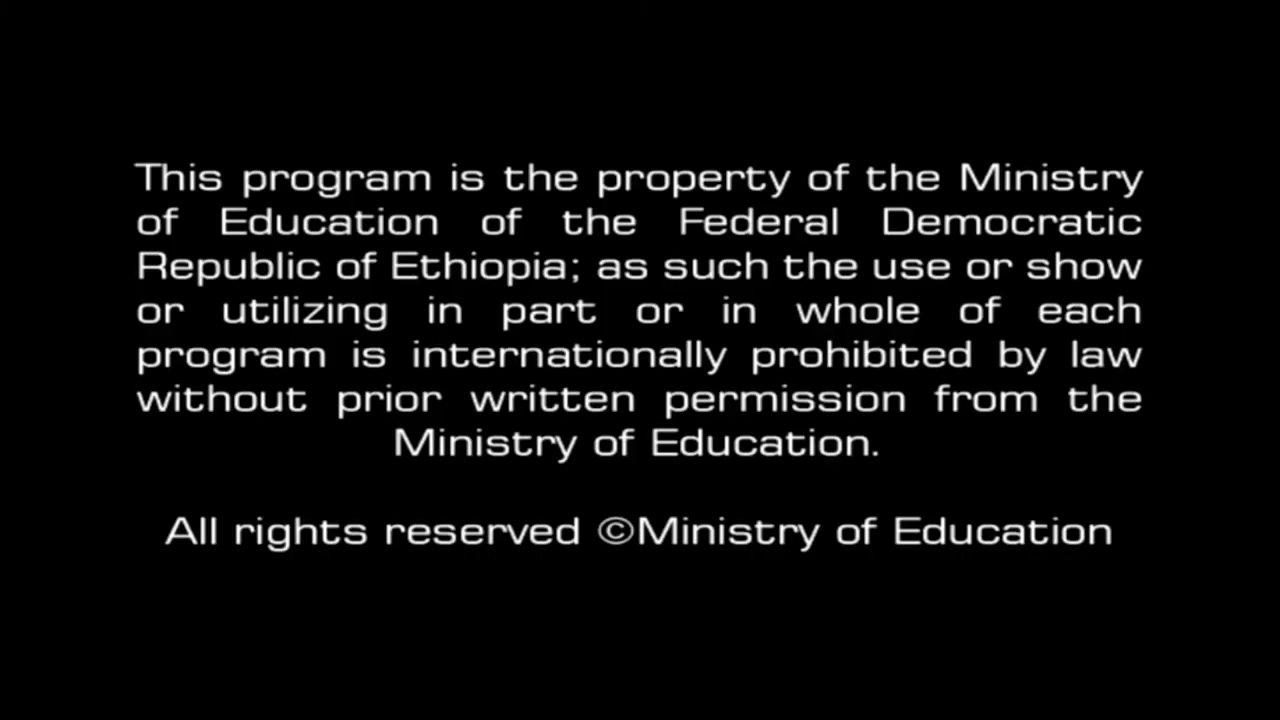 This program is the property of the Ministry
of Education of the Federal Democratic
Republic of Ethiopia; as such the use or show
or utilizing in part or in whole of each
program is internationally prohibited by law
without prior written permission from the
Ministry of Education.
All rights reserved ©Ministry of Education